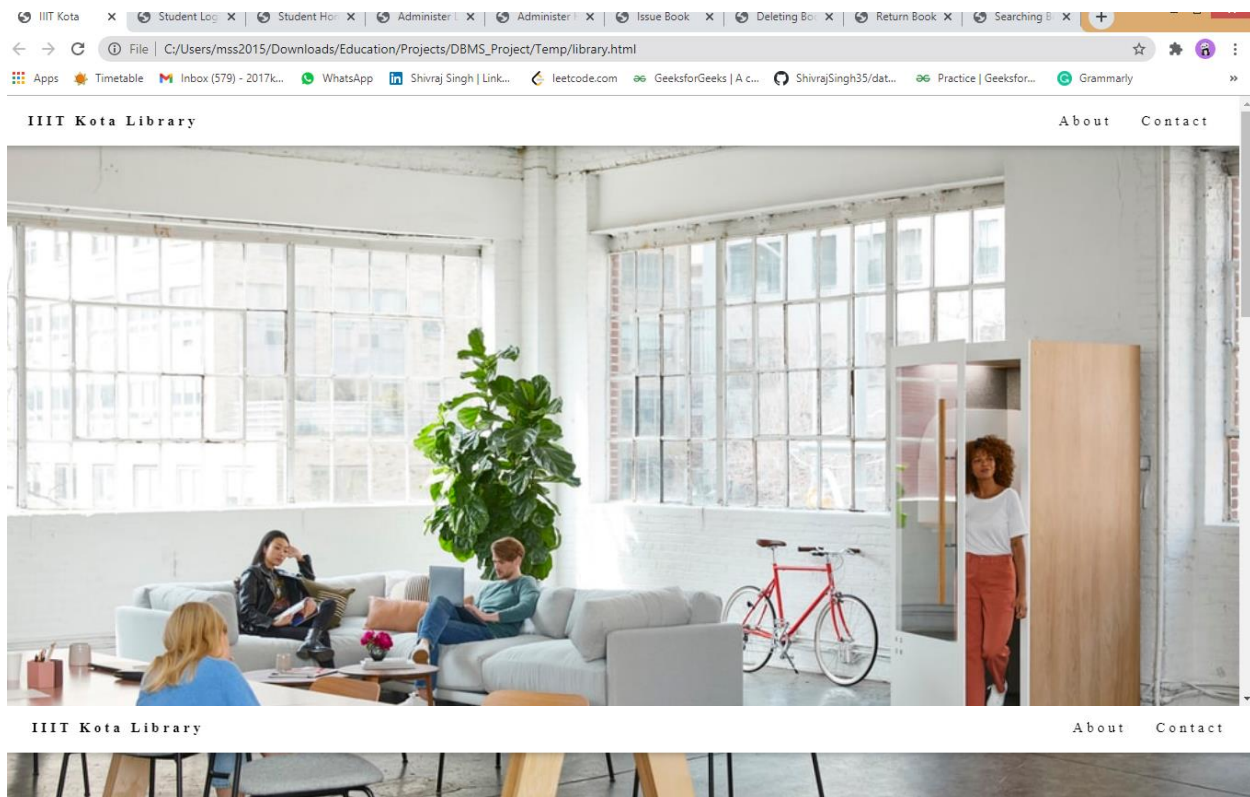 IIIT Kota Student Log Student Hor Administer L Administer H Issue Book Deleting Bo Return Book Searching B
File C:/Users/mss2015/Downloads/Education/Projects/DBMS_Project/Temp/library.html
Apps Timetable Inbox (579) - 2017k... WhatsApp Shivraj Singh | Link... leetcode.com GeeksforGeeks | A c... ShivrajSingh35/dat... Practice | Geeksfor... Grammarly »
IIIT Kota Library About Contact
IIIT Kota Library About Contact